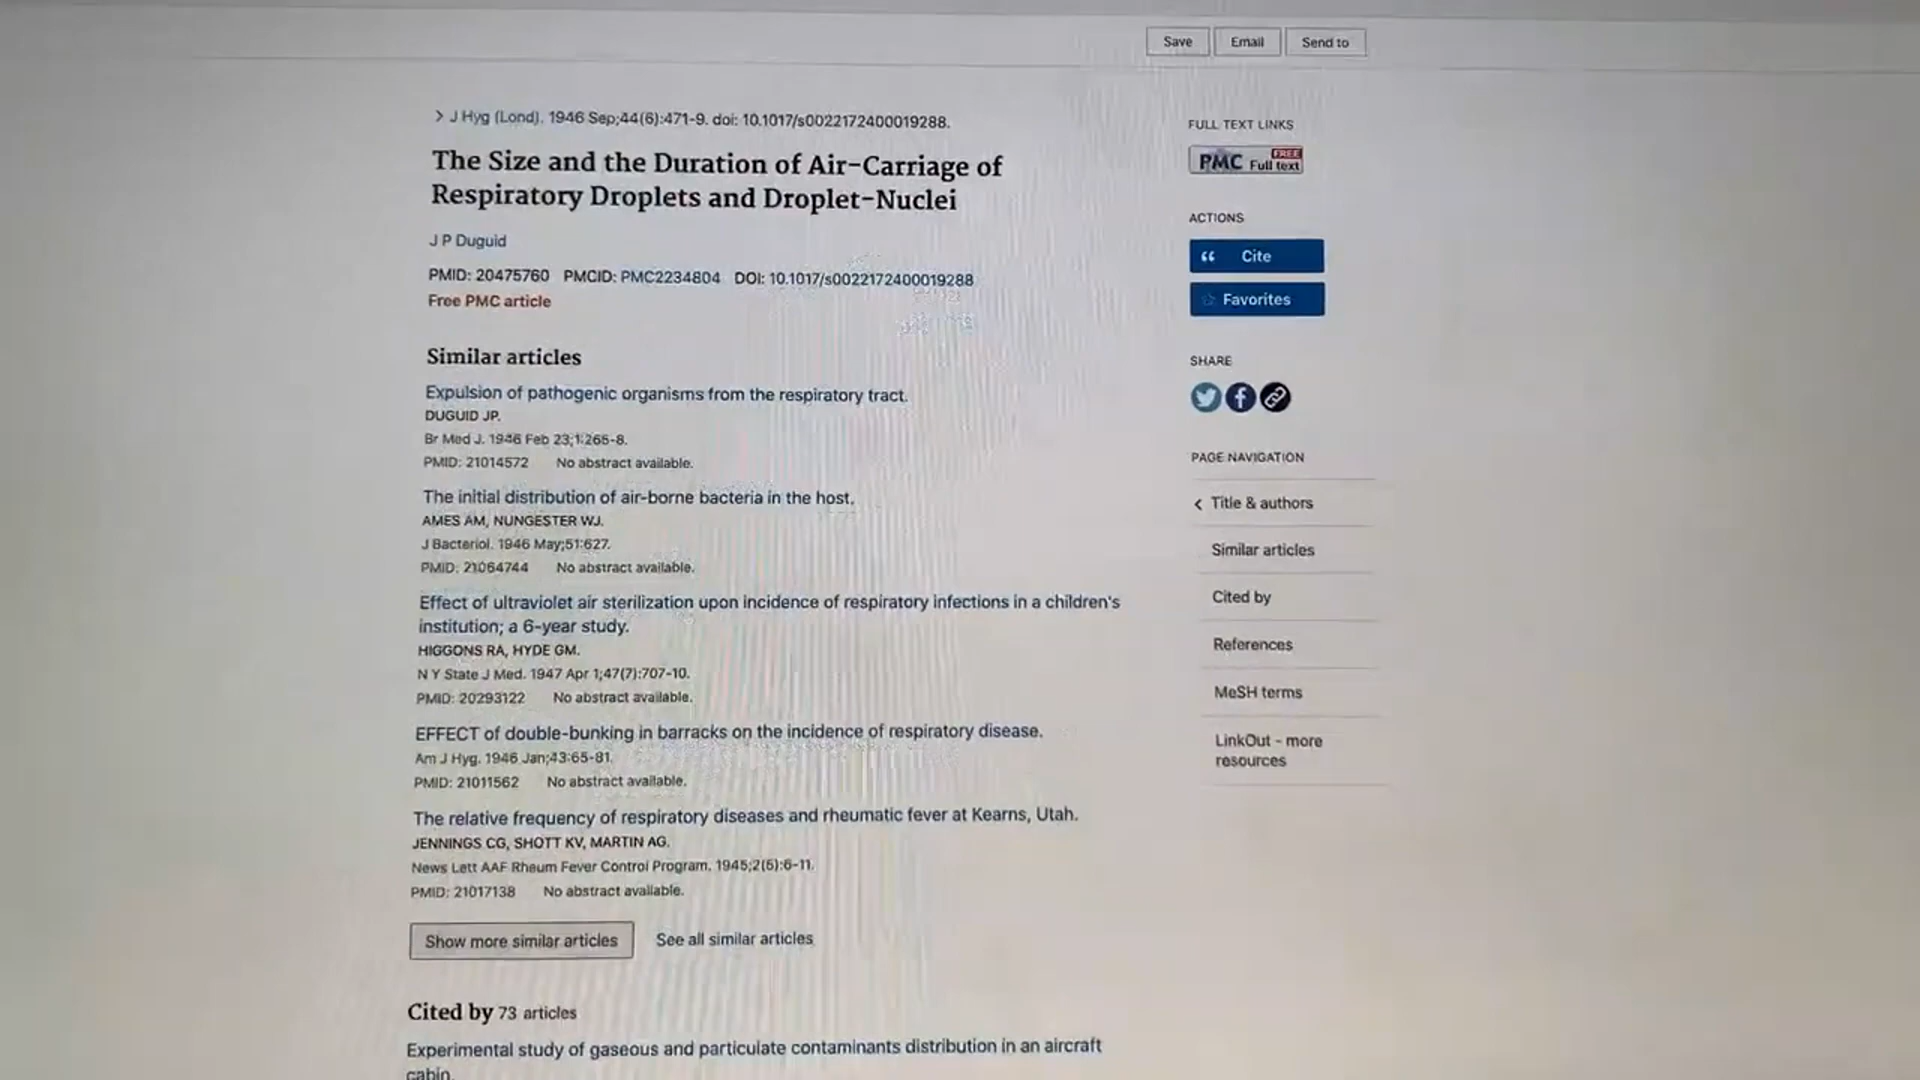 Save Email Send to
> J Hyg (Lond). 1946 Sep;44(6):471-9. doi: 10.1017/s0022172400019288.
The Size and the Duration of Air-Carriage of
Respiratory Droplets and Droplet-Nuclei
J P Duguid
PMID: 20475760 PMCID: PMC2234804 DOI: 10.1017/s0022172400019288
Free PMC article
Similar articles
Expulsion of pathogenic organisms from the respiratory tract.
DUGUID JP.
Br Med J. 1946 Feb 23;1:265-8.
PMID: 21014572 No abstract available.
The initial distribution of air-borne bacteria in the host.
AMES AM, NUNGESTER WJ.
J Bacteriol. 1946 May;51:627.
PMID: 21064744 No abstract available.
Effect of ultraviolet air sterilization upon incidence of respiratory infections in a children's
institution; a 6-year study.
HIGGONS RA, HYDE GM.
N Y State J Med. 1947 Apr 1;47(7):707-10.
PMID: 20293122 No abstract available.
EFFECT of double-bunking in barracks on the incidence of respiratory disease.
Am J Hyg. 1946 Jan;43:65-81.
PMID: 21011562 No abstract available.
The relative frequency of respiratory diseases and rheumatic fever at Kearns, Utah.
JENNINGS CG, SHOTT KV, MARTIN AG.
News Lett AAF Rheum Fever Control Program. 1945;2(6):6-11.
PMID: 21017138 No abstract available.
Show more similar articles See all similar articles
Cited by 73 articles
Experimental study of gaseous and particulate contaminants distribution in an aircraft
cabin.
FULL TEXT LINKS
PMC FREE Full text
ACTIONS
Cite
Favorites
SHARE
PAGE NAVIGATION
< Title & authors
Similar articles
Cited by
References
MeSH terms
LinkOut - more
resources